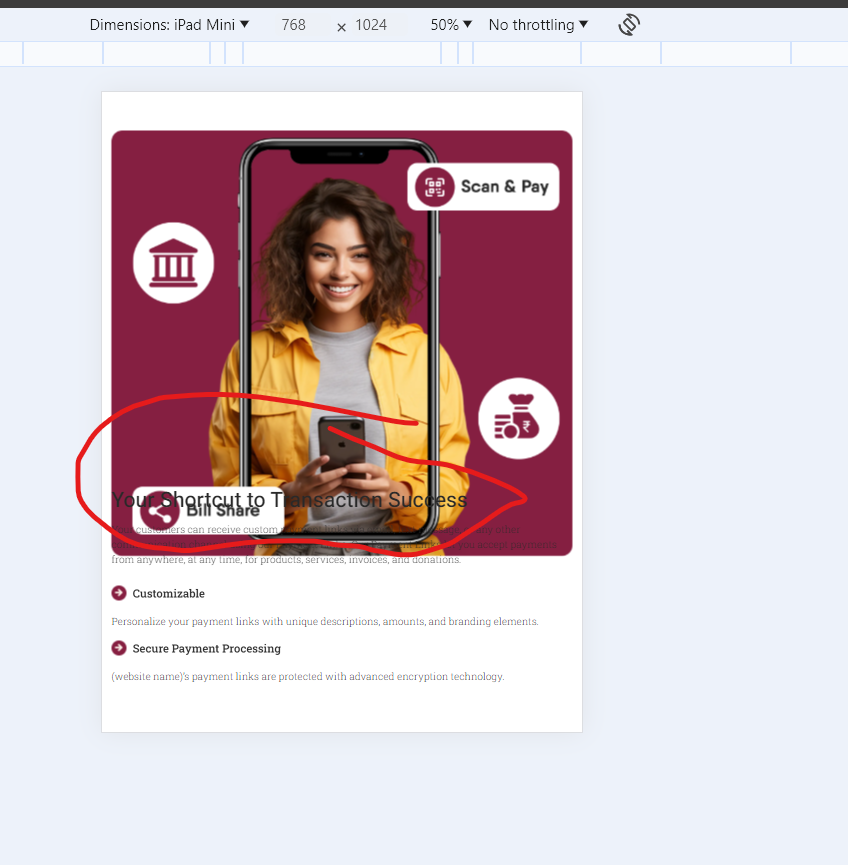 Dimensions: iPad Mini 768 × 1024 50% No throttling
Scan & Pay
₹
Your Shortcut to Transaction Success
Bill Share
customers can receive custom any other
from anywhere, at any time, for products, services, invoices, and donations.
Customizable
Personalize your payment links with unique descriptions, amounts, and branding elements.
Secure Payment Processing
(website name)'s payment links are protected with advanced encryption technology.